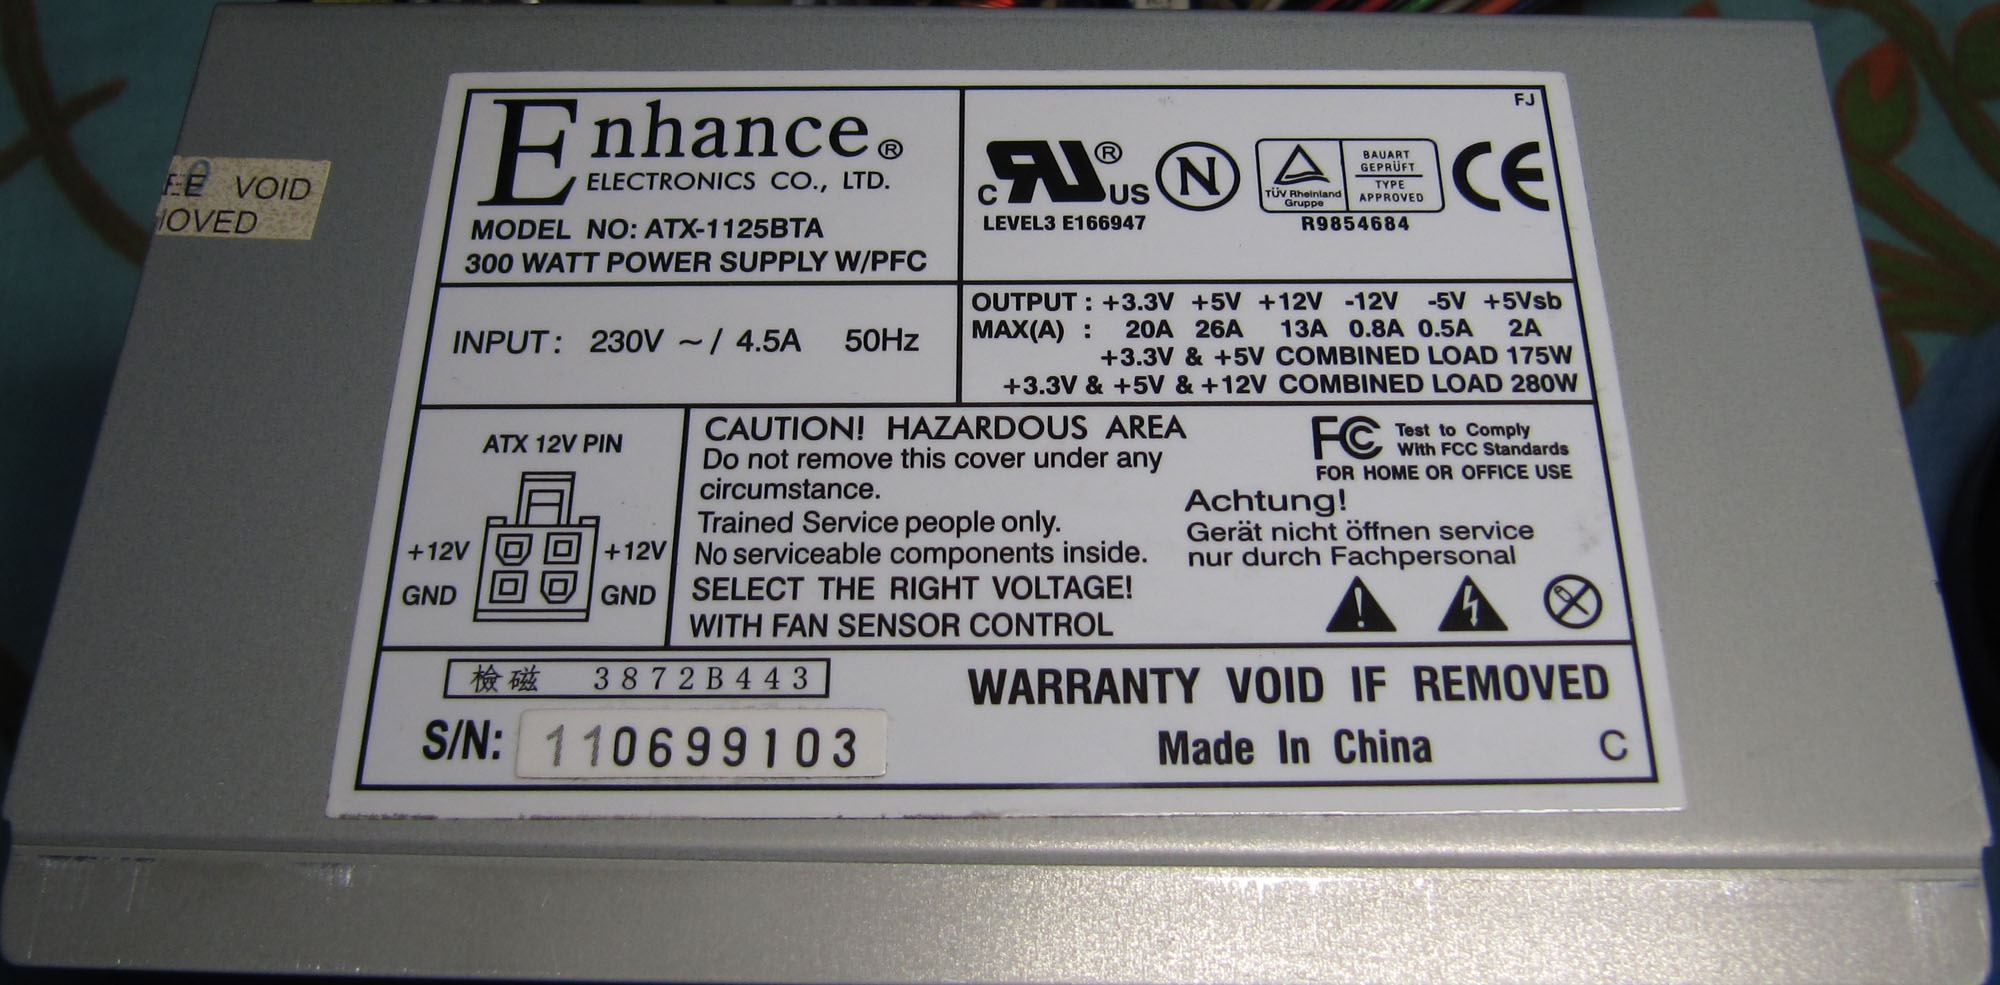 FEE VOID
MOVED
Enhance®
ELECTRONICS CO., LTD.
MODEL NO: ATX-1125BTA
300 WATT POWER SUPPLY W/PFC
FJ
C RU ® US
LEVEL3 E166947
N
TÜV Rheinland
Gruppe
BAUART
GEPRÜFT
TYPE
APPROVED
R9854684
CE
INPUT: 230V ~/ 4.5A 50Hz
OUTPUT : +3.3V +5V +12V -12V -5V +5Vsb
MAX(A) : 20A 26A 13A 0.8A 0.5A 2A
+3.3V & +5V COMBINED LOAD 175W
+3.3V & +5V & +12V COMBINED LOAD 280W
ATX 12V PIN
+12V +12V
GND GND
CAUTION! HAZARDOUS AREA
Do not remove this cover under any
circumstance.
Trained Service people only.
No serviceable components inside.
SELECT THE RIGHT VOLTAGE!
WITH FAN SENSOR CONTROL
FC Test to Comply
With FCC Standards
FOR HOME OR OFFICE USE
Achtung!
Gerät nicht öffnen service
nur durch Fachpersonal
檢磁 3872B443
S/N: 110699103
WARRANTY VOID IF REMOVED
Made In China
C